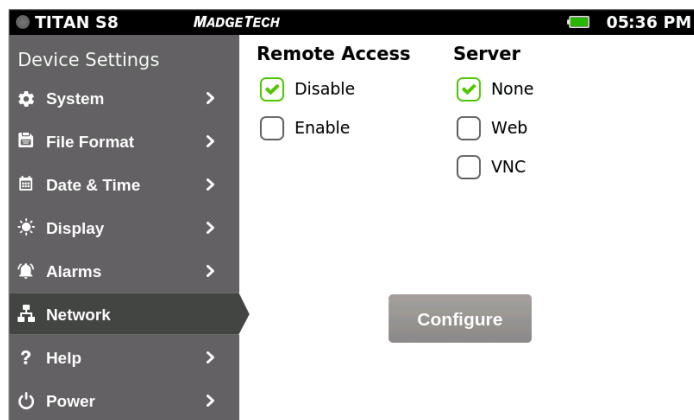 TITAN S8 MADGETECH 05:36 PM
Device Settings
System
File Format
Date & Time
Display
Alarms
Network
? Help
Power
Remote Access
Disable
Enable
Server
None
Web
VNC
Configure